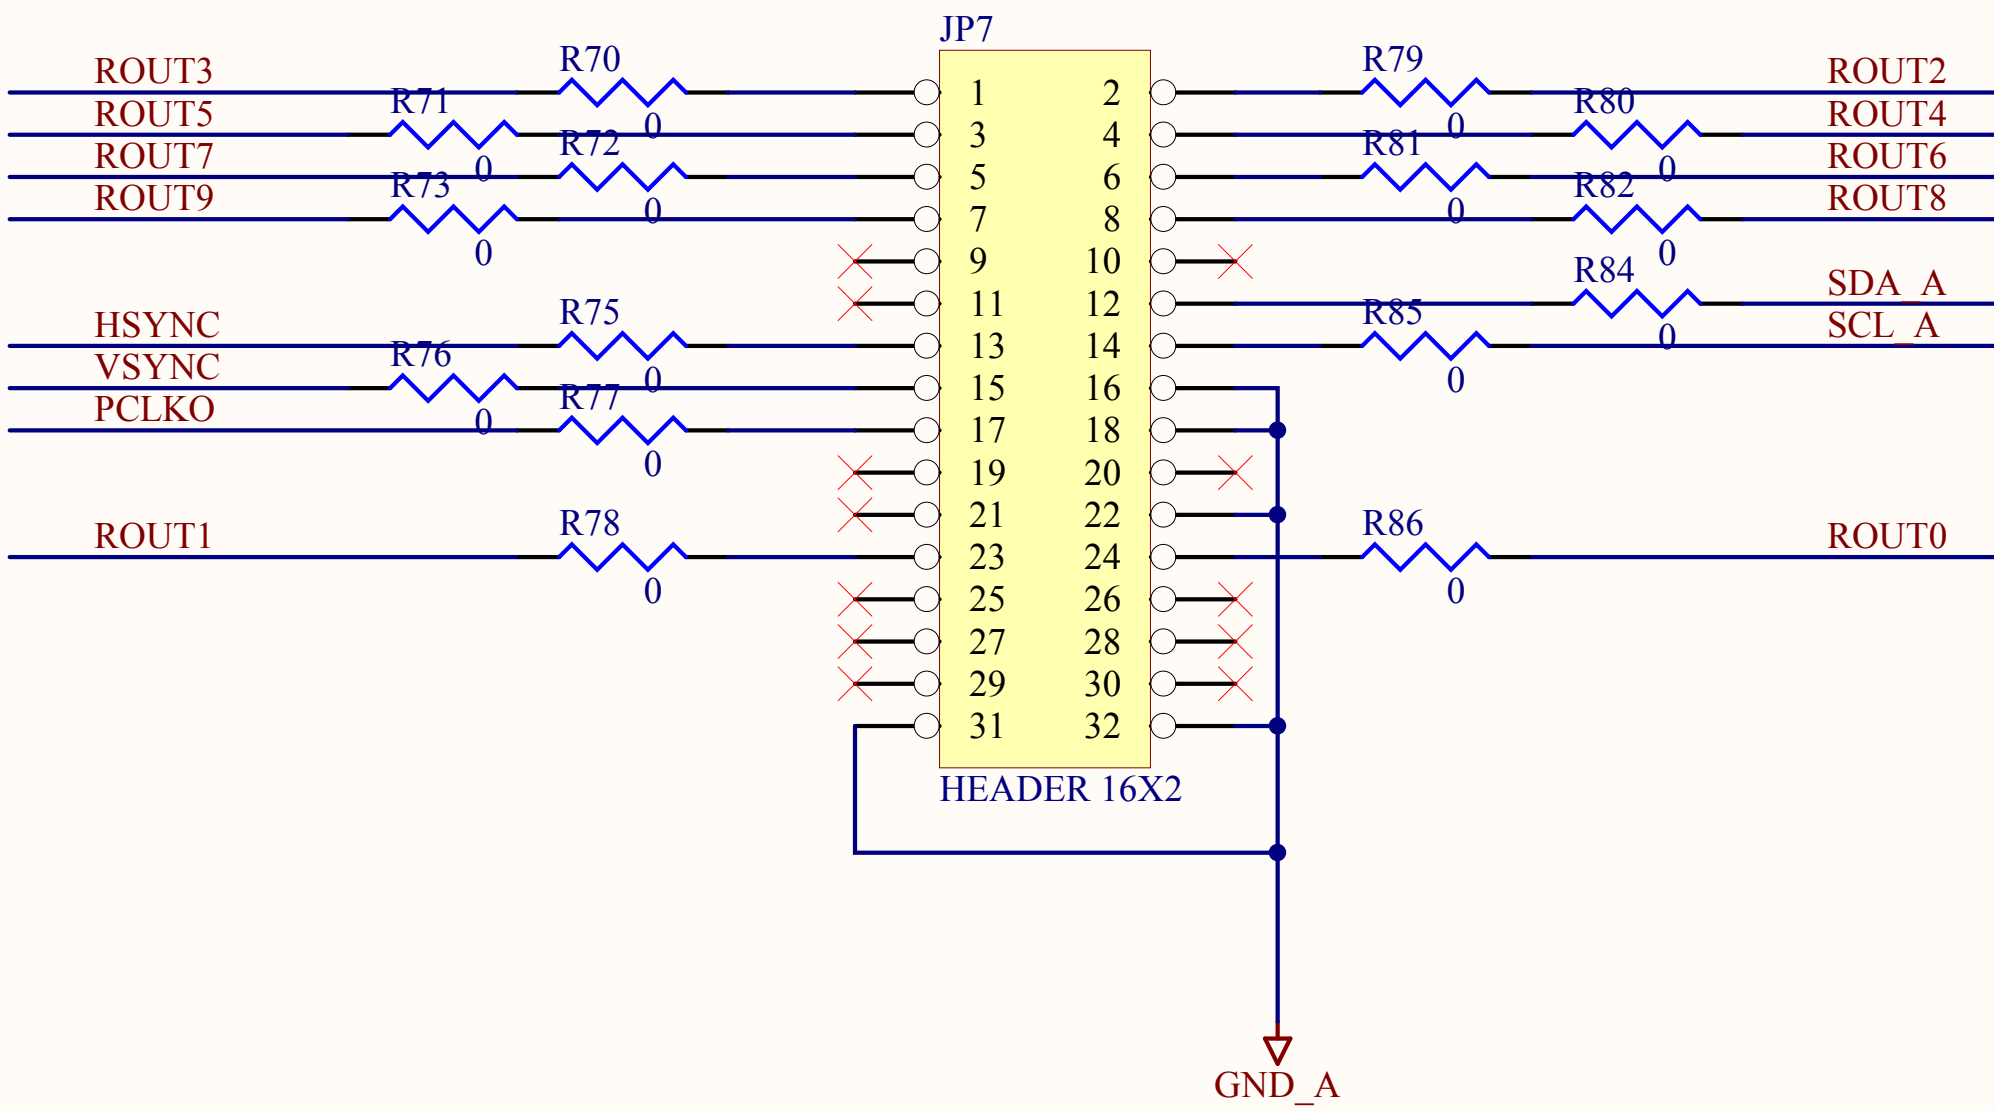 JP7
ROUT3 R70 1 2 R79 ROUT2
0 0
ROUT5 R71 3 4 R80 ROUT4
0 0
ROUT7 R72 5 6 R81 ROUT6
0 0
ROUT9 R73 7 8 R82 ROUT8
0 0
9 10
11 12 R84 SDA_A
0
HSYNC R75 13 14 R85 SCL_A
0 0
VSYNC R76 15 16
0
PCLKO R77 17 18
0
19 20
21 22
ROUT1 R78 23 24 R86 ROUT0
0 0
25 26
27 28
29 30
31 32
HEADER 16X2
GND_A